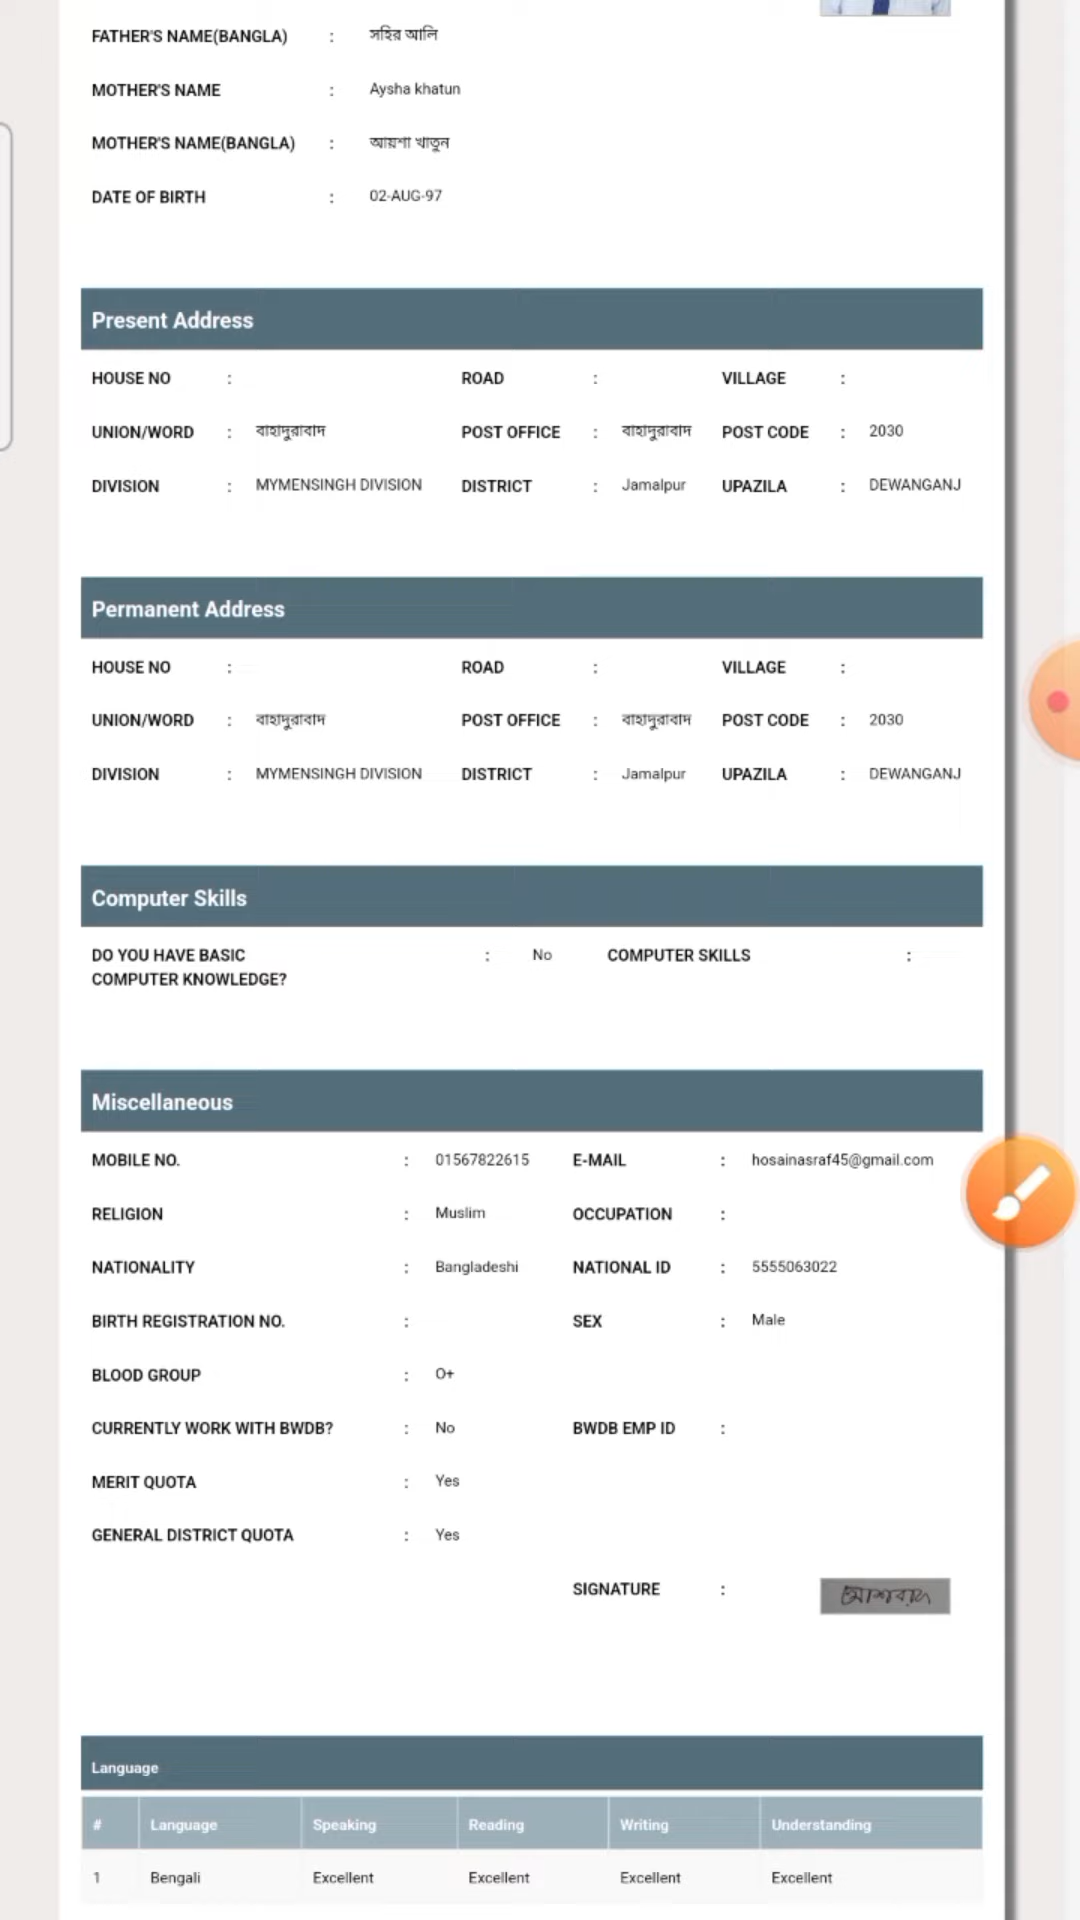 FATHER'S NAME(BANGLA) : সহির আলি
MOTHER'S NAME : Aysha khatun
MOTHER'S NAME(BANGLA) : আয়শা খাতুন
DATE OF BIRTH : 02-AUG-97
Present Address
HOUSE NO : ROAD : VILLAGE :
UNION/WORD : বাহাদুরাবাদ POST OFFICE : বাহাদুরাবাদ POST CODE : 2030
DIVISION : MYMENSINGH DIVISION DISTRICT : Jamalpur UPAZILA : DEWANGANJ
Permanent Address
HOUSE NO : ROAD : VILLAGE :
UNION/WORD : বাহাদুরাবাদ POST OFFICE : বাহাদুরাবাদ POST CODE : 2030
DIVISION : MYMENSINGH DIVISION DISTRICT : Jamalpur UPAZILA : DEWANGANJ
Computer Skills
DO YOU HAVE BASIC : No COMPUTER SKILLS :
COMPUTER KNOWLEDGE?
Miscellaneous
MOBILE NO. : 01567822615 E-MAIL : hosainasraf45@gmail.com
RELIGION : Muslim OCCUPATION :
NATIONALITY : Bangladeshi NATIONAL ID : 5555063022
BIRTH REGISTRATION NO. : SEX : Male
BLOOD GROUP : O+
CURRENTLY WORK WITH BWDB? : No BWDB EMP ID :
MERIT QUOTA : Yes
GENERAL DISTRICT QUOTA : Yes
SIGNATURE :
Language
# Language Speaking Reading Writing Understanding
1 Bengali Excellent Excellent Excellent Excellent